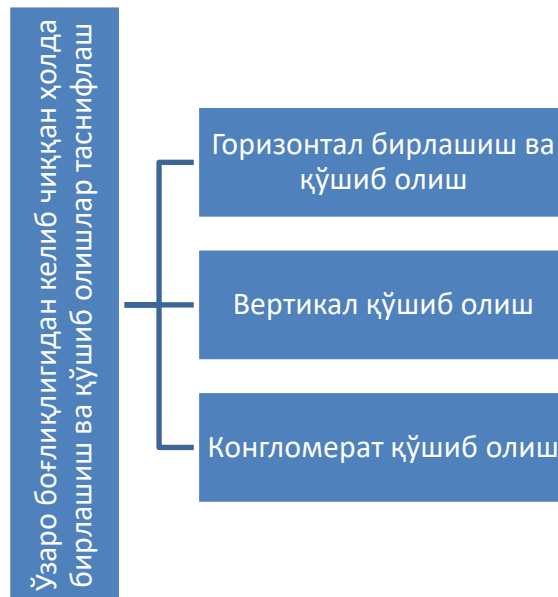 Ўзаро боғлиқлигидан келиб чиққан ҳолда
бирлашиш ва қўшиб олишлар таснифлаш
Горизонтал бирлашиш ва
қўшиб олиш
Вертикал қўшиб олиш
Конгломерат қўшиб олиш